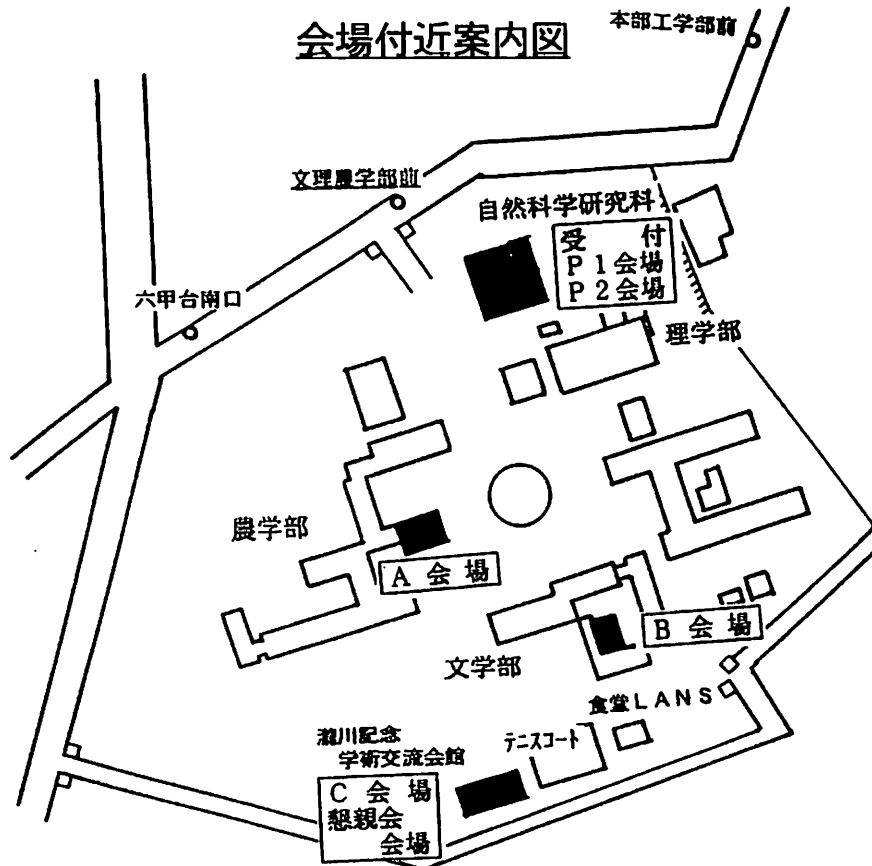 会場付近案内図
本部工学部前
文理農学部前
自然科学研究科
受 付
P1会場
P2会場
六甲台南口
理学部
農学部
A 会 場
B 会 場
文学部
食堂LANS
瀧川記念
学術交流会館
テニスコート
C 会 場
懇親会
会場